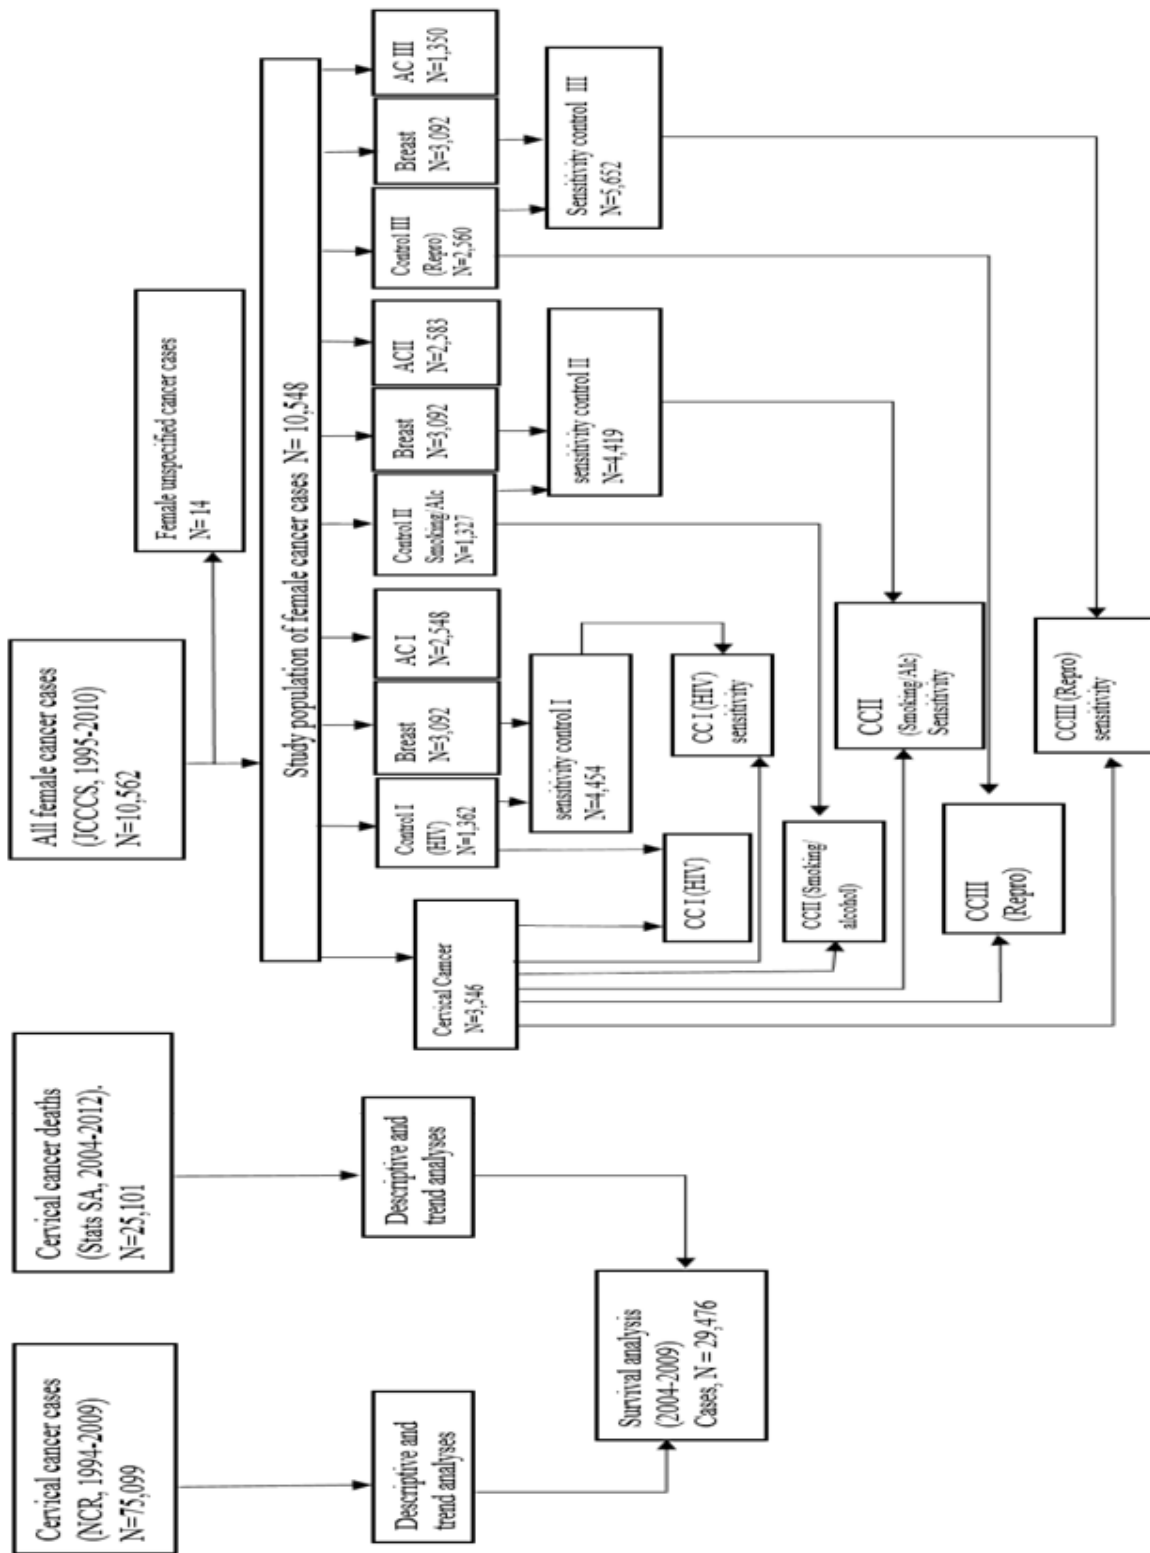 Cervical cancer cases
(NCR, 1994-2009)
N=75,099
Cervical cancer deaths
(Stats SA, 2004-2012).
N=25,101
All female cancer cases
(JCCCS, 1995-2010)
N=10,562
Female unspecified cancer cases
N= 14
Study population of female cancer cases N= 10,548
Descriptive and
trend analyses
Descriptive and
trend analyses
Cervical Cancer
N=3,546
Control I
(HIV)
N=1,362
Breast
N=3,092
AC I
N=2,548
Control II
Smoking/Alc
N=1,327
Breast
N=3,092
ACII
N=2,583
Control III
(Repro)
N=2,560
Breast
N=3,092
AC III
N=1,350
sensitivity control I
N=4,454
sensitivity control II
N=4,419
Sensitivity control III
N=5,652
Survival analysis
(2004-2009)
Cases, N = 29,476
CC I (HIV)
CC I (HIV)
sensitivity
CCII (Smoking/
alcohol)
CCII
(Smoking/Alc)
Sensitivity
CCIII
(Repro)
CCIII (Repro)
sensitivity